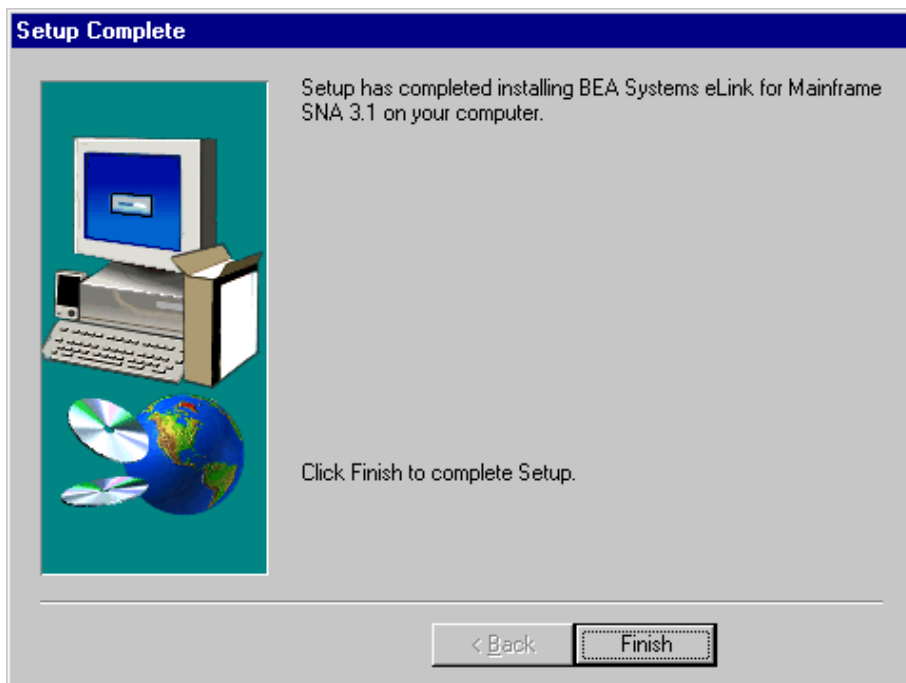 Setup Complete
Setup has completed installing BEA Systems eLink for Mainframe
SNA 3.1 on your computer.
Click Finish to complete Setup.
< Back
Finish